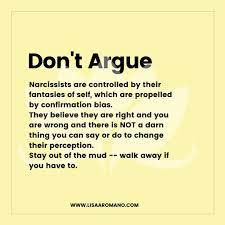 Don't Argue
Narcissists are controlled by their
fantasies of self, which are propelled
by confirmation bias.
They believe they are right and you
are wrong and there is NOT a darn
thing you can say or do to change
their perception.
Stay out of the mud -- walk away if
you have to.
WWW.LISAAROMANO.COM